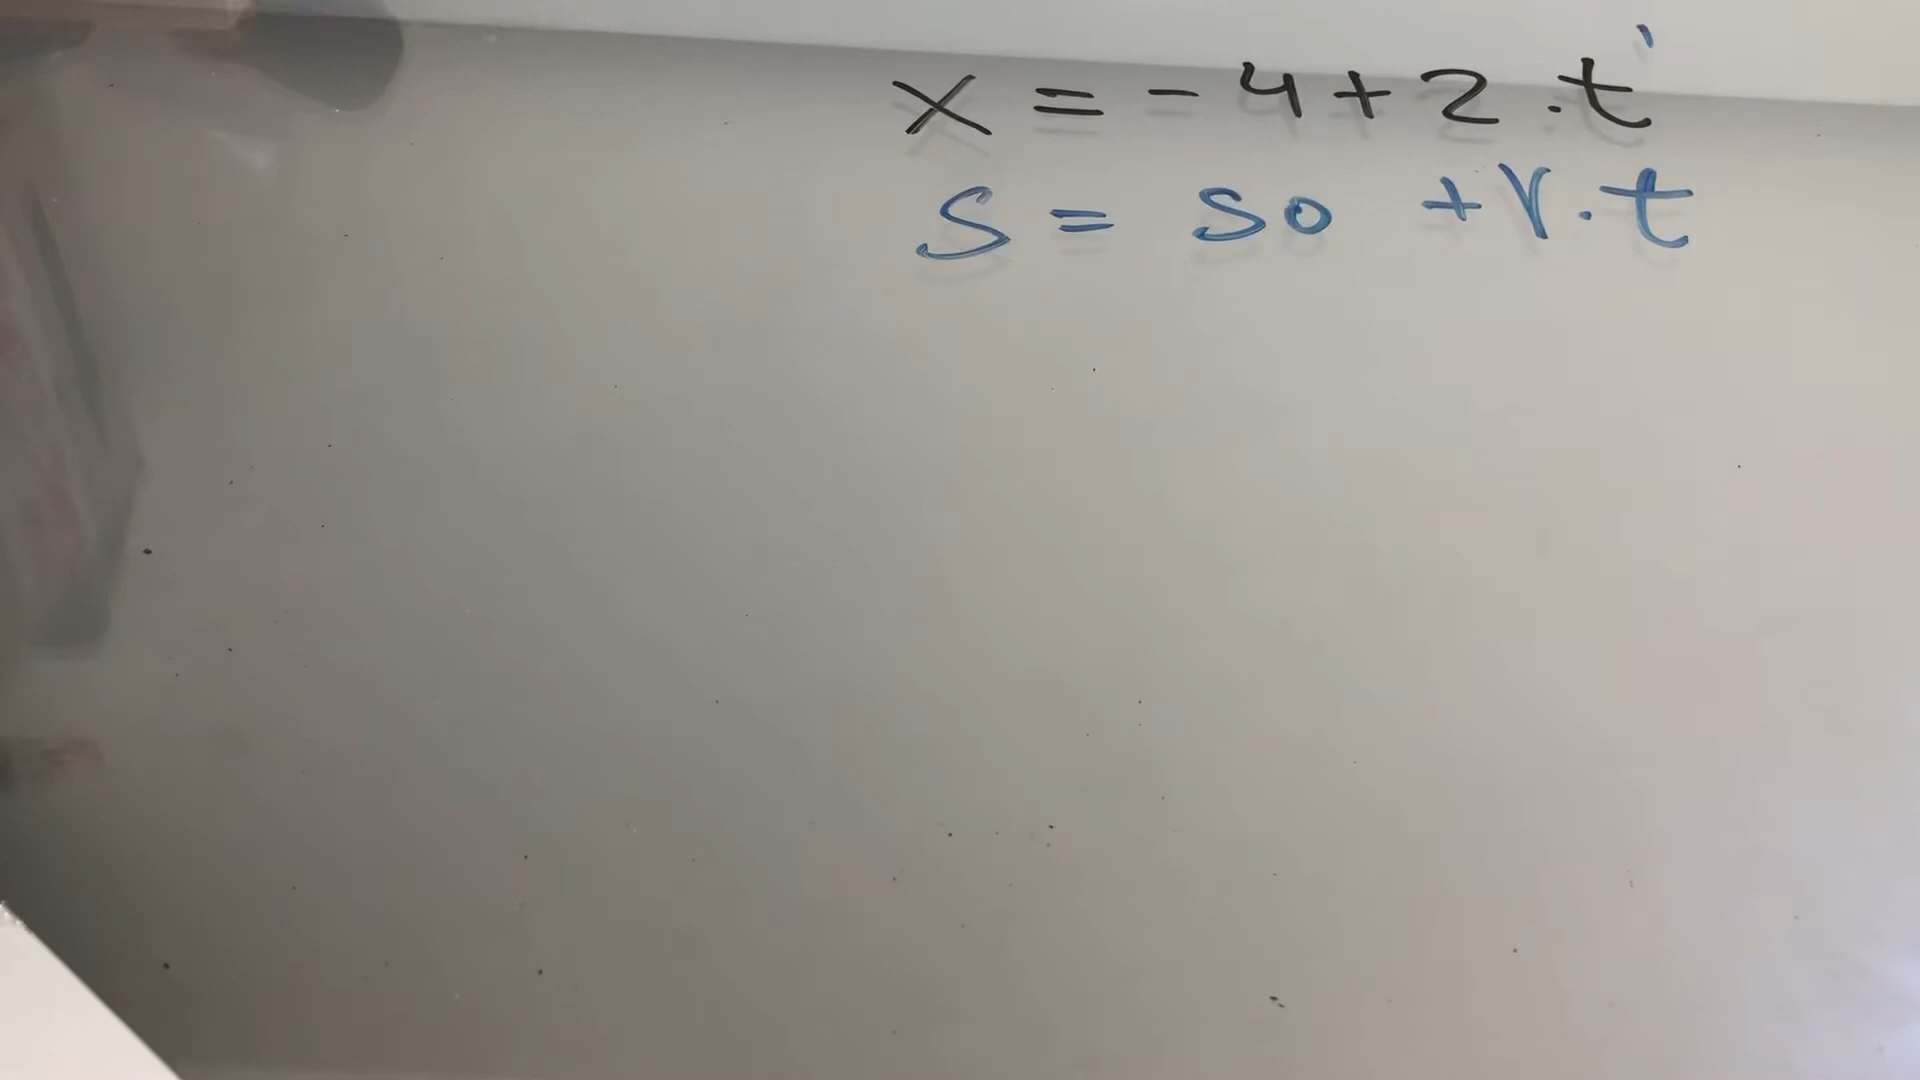 x = - 4 + 2 . t
S = so + V . t